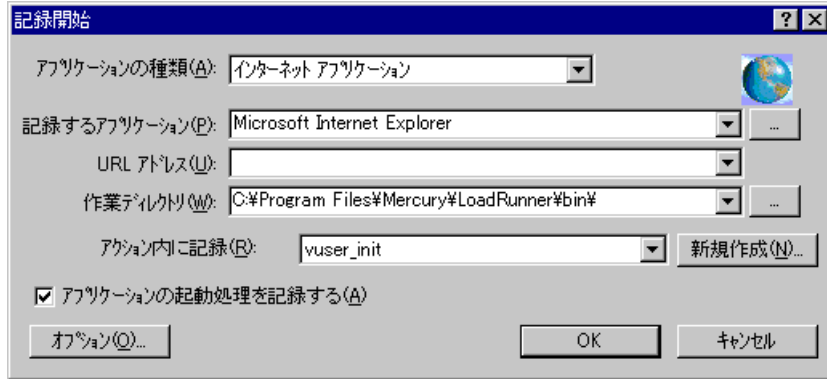 記録開始
アプリケーションの種類(A): インターネット アプリケーション
記録するアプリケーション(P): Microsoft Internet Explorer ...
URL アドレス(U):
作業ディレクトリ(W): C:¥Program Files¥Mercury¥LoadRunner¥bin¥ ...
アクション内に記録(R): vuser_init 新規作成(N)...
アプリケーションの起動処理を記録する(A)
オプション(O)... OK キャンセル